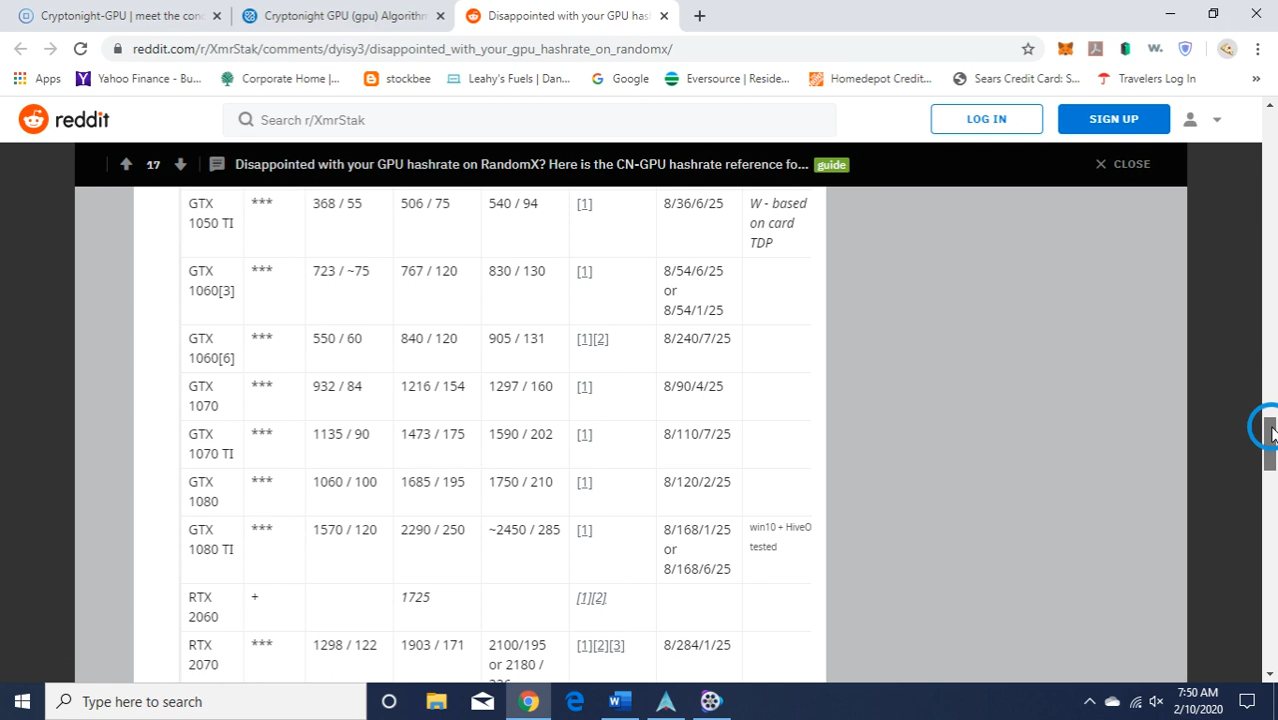 Cryptonight-GPU | meet the conc
Cryptonight GPU (gpu) Algorithm
Disappointed with your GPU hash
reddit.com/r/XmrStak/comments/dyisy3/disappointed_with_your_gpu_hashrate_on_randomx/
Apps
Yahoo Finance - Bu...
Corporate Home |...
stockbee
Leahy's Fuels | Dan...
Google
Eversource | Reside...
Homedepot Credit...
Sears Credit Card: S...
Travelers Log In
»
reddit
Search r/XmrStak
LOG IN
SIGN UP
17
Disappointed with your GPU hashrate on RandomX? Here is the CN-GPU hashrate reference fo...
guide
CLOSE
GTX 1050 TI *** 368 / 55 506 / 75 540 / 94 [1] 8/36/6/25 W - based on card TDP
GTX 1060[3] *** 723 / ~75 767 / 120 830 / 130 [1] 8/54/6/25 or 8/54/1/25
GTX 1060[6] *** 550 / 60 840 / 120 905 / 131 [1][2] 8/240/7/25
GTX 1070 *** 932 / 84 1216 / 154 1297 / 160 [1] 8/90/4/25
GTX 1070 TI *** 1135 / 90 1473 / 175 1590 / 202 [1] 8/110/7/25
GTX 1080 *** 1060 / 100 1685 / 195 1750 / 210 [1] 8/120/2/25
GTX 1080 TI *** 1570 / 120 2290 / 250 ~2450 / 285 [1] 8/168/1/25 or 8/168/6/25 win10 + HiveO tested
RTX 2060 + 1725 [1][2]
RTX 2070 *** 1298 / 122 1903 / 171 2100/195 or 2180 / [1][2][3] 8/284/1/25
Type here to search
7:50 AM
2/10/2020